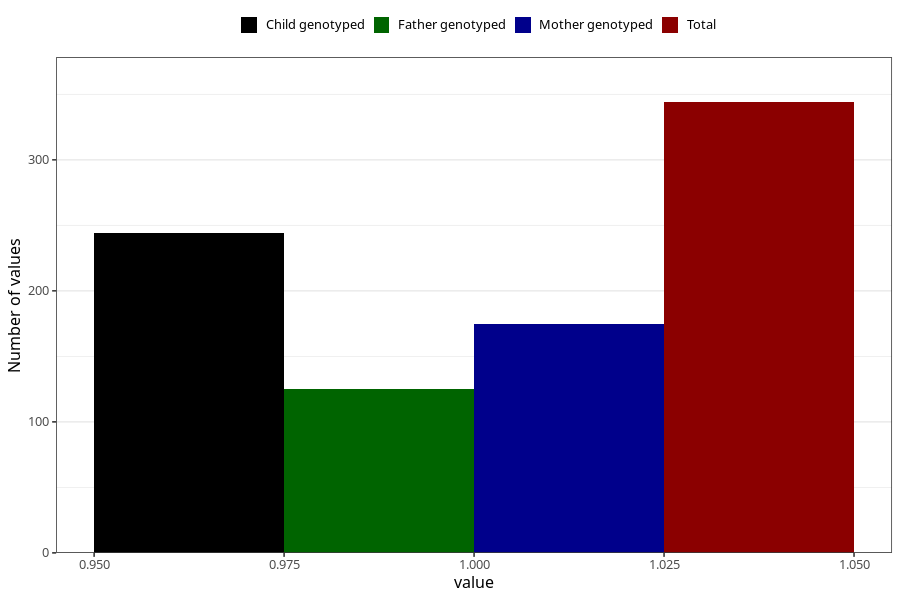 Child genotyped Father genotyped Mother genotyped Total
Number of values
300
200
100
0
0.950 0.975 1.000 1.025 1.050
value